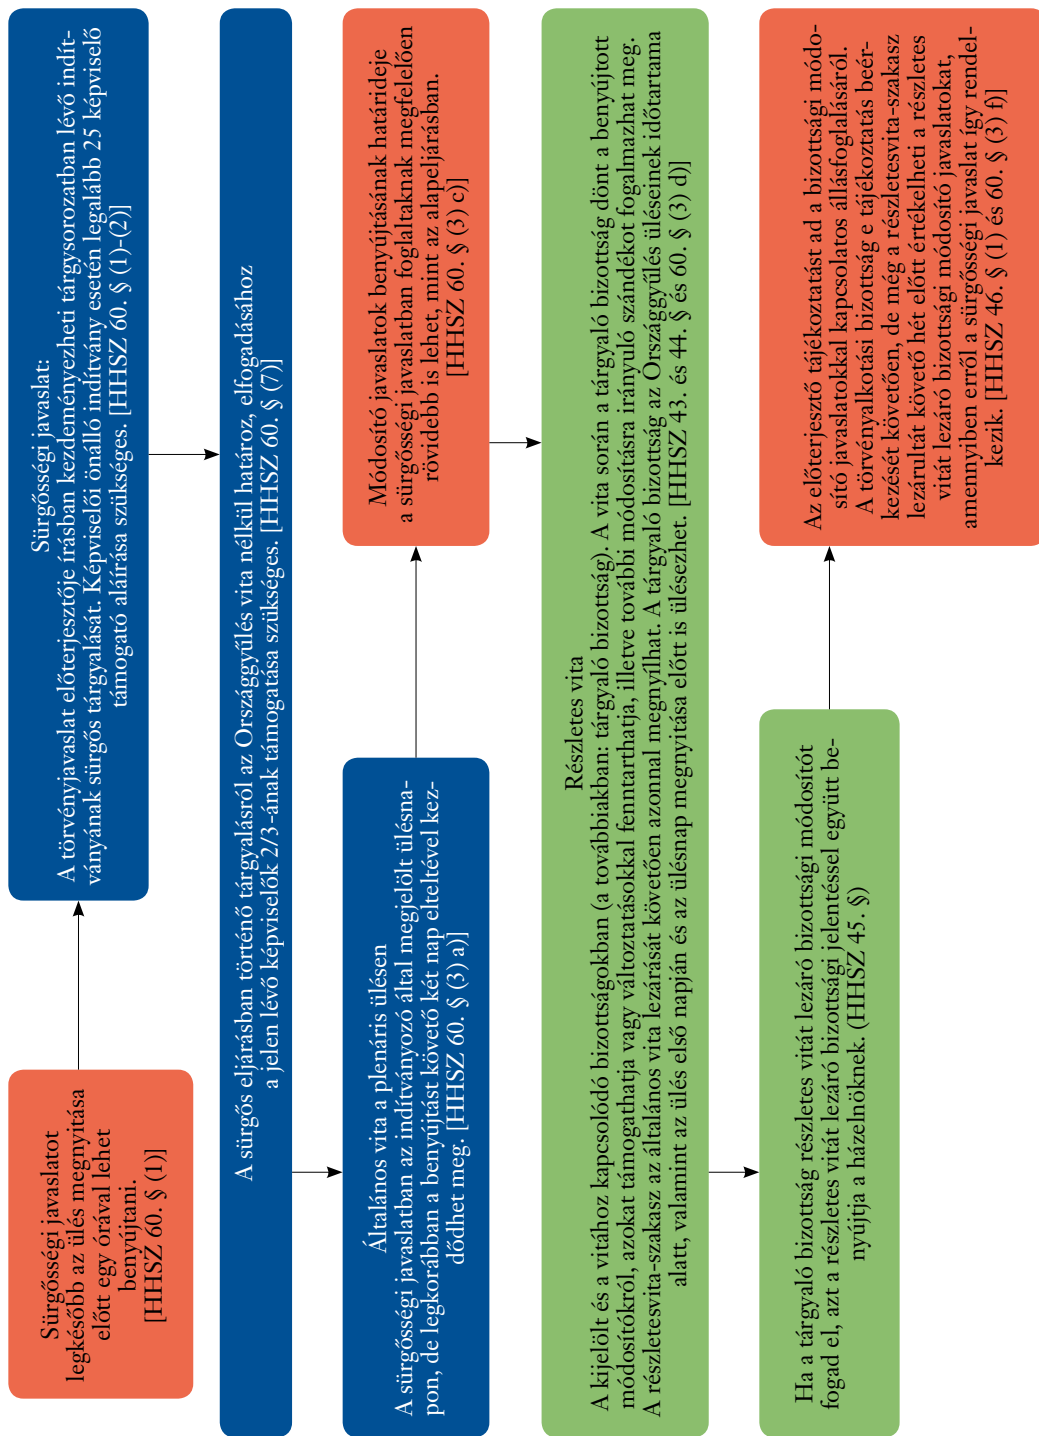 Sürgősségi javaslatot
legkésőbb az ülés megnyitása
előtt egy órával lehet
benyújtani.
[HHSZ 60. § (1)]
Sürgősségi javaslat:
A törvényjavaslat előterjesztője írásban kezdeményezheti tárgysorozatban lévő indít-
ványának sürgős tárgyalását. Képviselői önálló indítvány esetén legalább 25 képviselő
támogató aláírása szükséges. [HHSZ 60. § (1)-(2)]
A sürgős eljárásban történő tárgyalásról az Országgyűlés vita nélkül határoz, elfogadásához
a jelen lévő képviselők 2/3-ának támogatása szükséges. [HHSZ 60. § (7)]
Általános vita a plenáris ülésen
A sürgősségi javaslatban az indítványozó által megjelölt ülésna-
pon, de legkorábban a benyújtást követő két nap elteltével kez-
dődhet meg. [HHSZ 60. § (3) a)]
Módosító javaslatok benyújtásának határideje
a sürgősségi javaslatban foglaltaknak megfelelően
rövidebb is lehet, mint az alapeljárásban.
[HHSZ 60. § (3) c)]
Részletes vita
A kijelölt és a vitához kapcsolódó bizottságokban (a továbbiakban: tárgyaló bizottság). A vita során a tárgyaló bizottság dönt a benyújtott
módosítókról, azokat támogathatja vagy változtatásokkal fenntarthatja, illetve további módosításra irányuló szándékot fogalmazhat meg.
A részletesvita-szakasz az általános vita lezárását követően azonnal megnyílhat. A tárgyaló bizottság az Országgyűlés üléseinek időtartama
alatt, valamint az ülés első napján és az ülésnap megnyitása előtt is ülésezhet. [HHSZ 43. és 44. § és 60. § (3) d)]
Ha a tárgyaló bizottság részletes vitát lezáró bizottsági módosítót
fogad el, azt a részletes vitát lezáró bizottsági jelentéssel együtt be-
nyújtja a házelnöknek. (HHSZ 45. §)
Az előterjesztő tájékoztatást ad a bizottsági módo-
sító javaslatokkal kapcsolatos állásfoglalásáról.
A törvényalkotási bizottság e tájékoztatás beér-
kezését követően, de még a részletesvita-szakasz
lezárultát követő hét előtt értékelheti a részletes
vitát lezáró bizottsági módosító javaslatokat,
amennyiben erről a sürgősségi javaslat így rendel-
kezik. [HHSZ 46. § (1) és 60. § (3) f)]